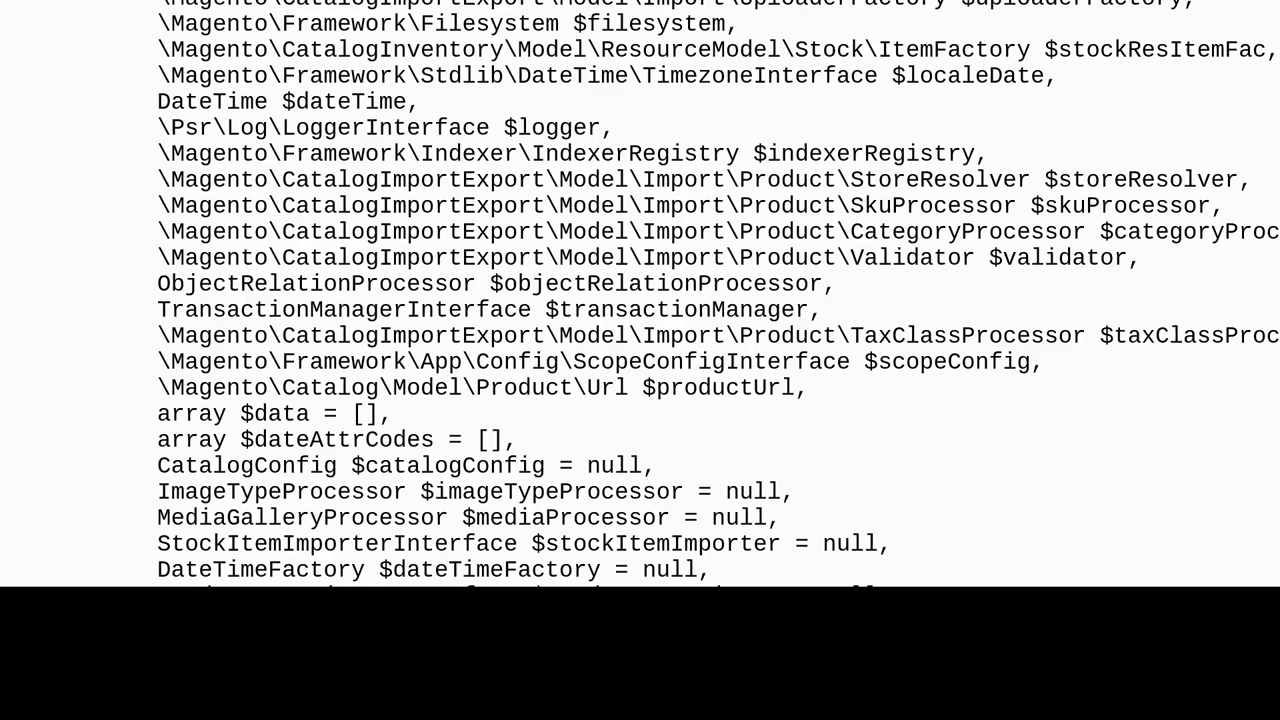 \Magento\Framework\Filesystem $filesystem,
\Magento\CatalogInventory\Model\ResourceModel\Stock\ItemFactory $stockResItemFac,
\Magento\Framework\Stdlib\DateTime\TimezoneInterface $localeDate,
DateTime $dateTime,
\Psr\Log\LoggerInterface $logger,
\Magento\Framework\Indexer\IndexerRegistry $indexerRegistry,
\Magento\CatalogImportExport\Model\Import\Product\StoreResolver $storeResolver,
\Magento\CatalogImportExport\Model\Import\Product\SkuProcessor $skuProcessor,
\Magento\CatalogImportExport\Model\Import\Product\CategoryProcessor $categoryProc
\Magento\CatalogImportExport\Model\Import\Product\Validator $validator,
ObjectRelationProcessor $objectRelationProcessor,
TransactionManagerInterface $transactionManager,
\Magento\CatalogImportExport\Model\Import\Product\TaxClassProcessor $taxClassProc
\Magento\Framework\App\Config\ScopeConfigInterface $scopeConfig,
\Magento\Catalog\Model\Product\Url $productUrl,
array $data = [],
array $dateAttrCodes = [],
CatalogConfig $catalogConfig = null,
ImageTypeProcessor $imageTypeProcessor = null,
MediaGalleryProcessor $mediaProcessor = null,
StockItemImporterInterface $stockItemImporter = null,
DateTimeFactory $dateTimeFactory = null,